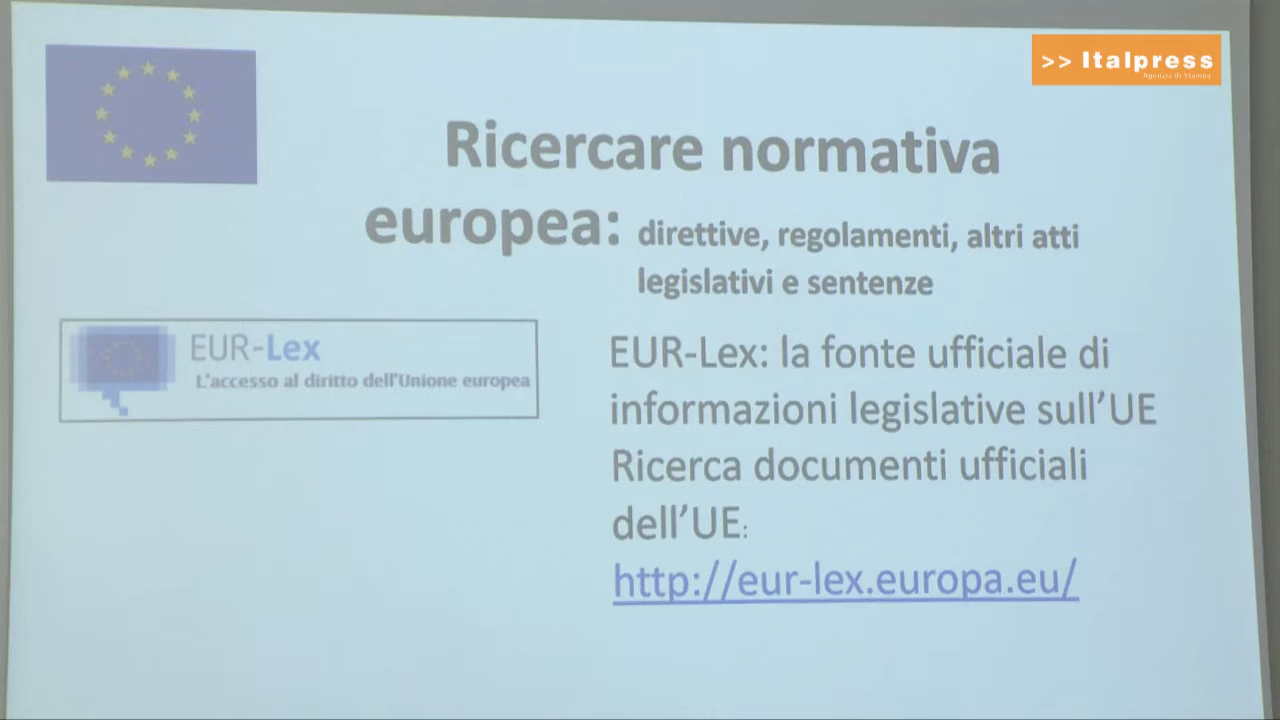 >> Italpress
Agenzia di Stampa
Ricercare normativa
europea: direttive, regolamenti, altri atti
legislativi e sentenze
EUR-Lex
L'accesso al diritto dell'Unione europea
EUR-Lex: la fonte ufficiale di
informazioni legislative sull'UE
Ricerca documenti ufficiali
dell'UE:
http://eur-lex.europa.eu/